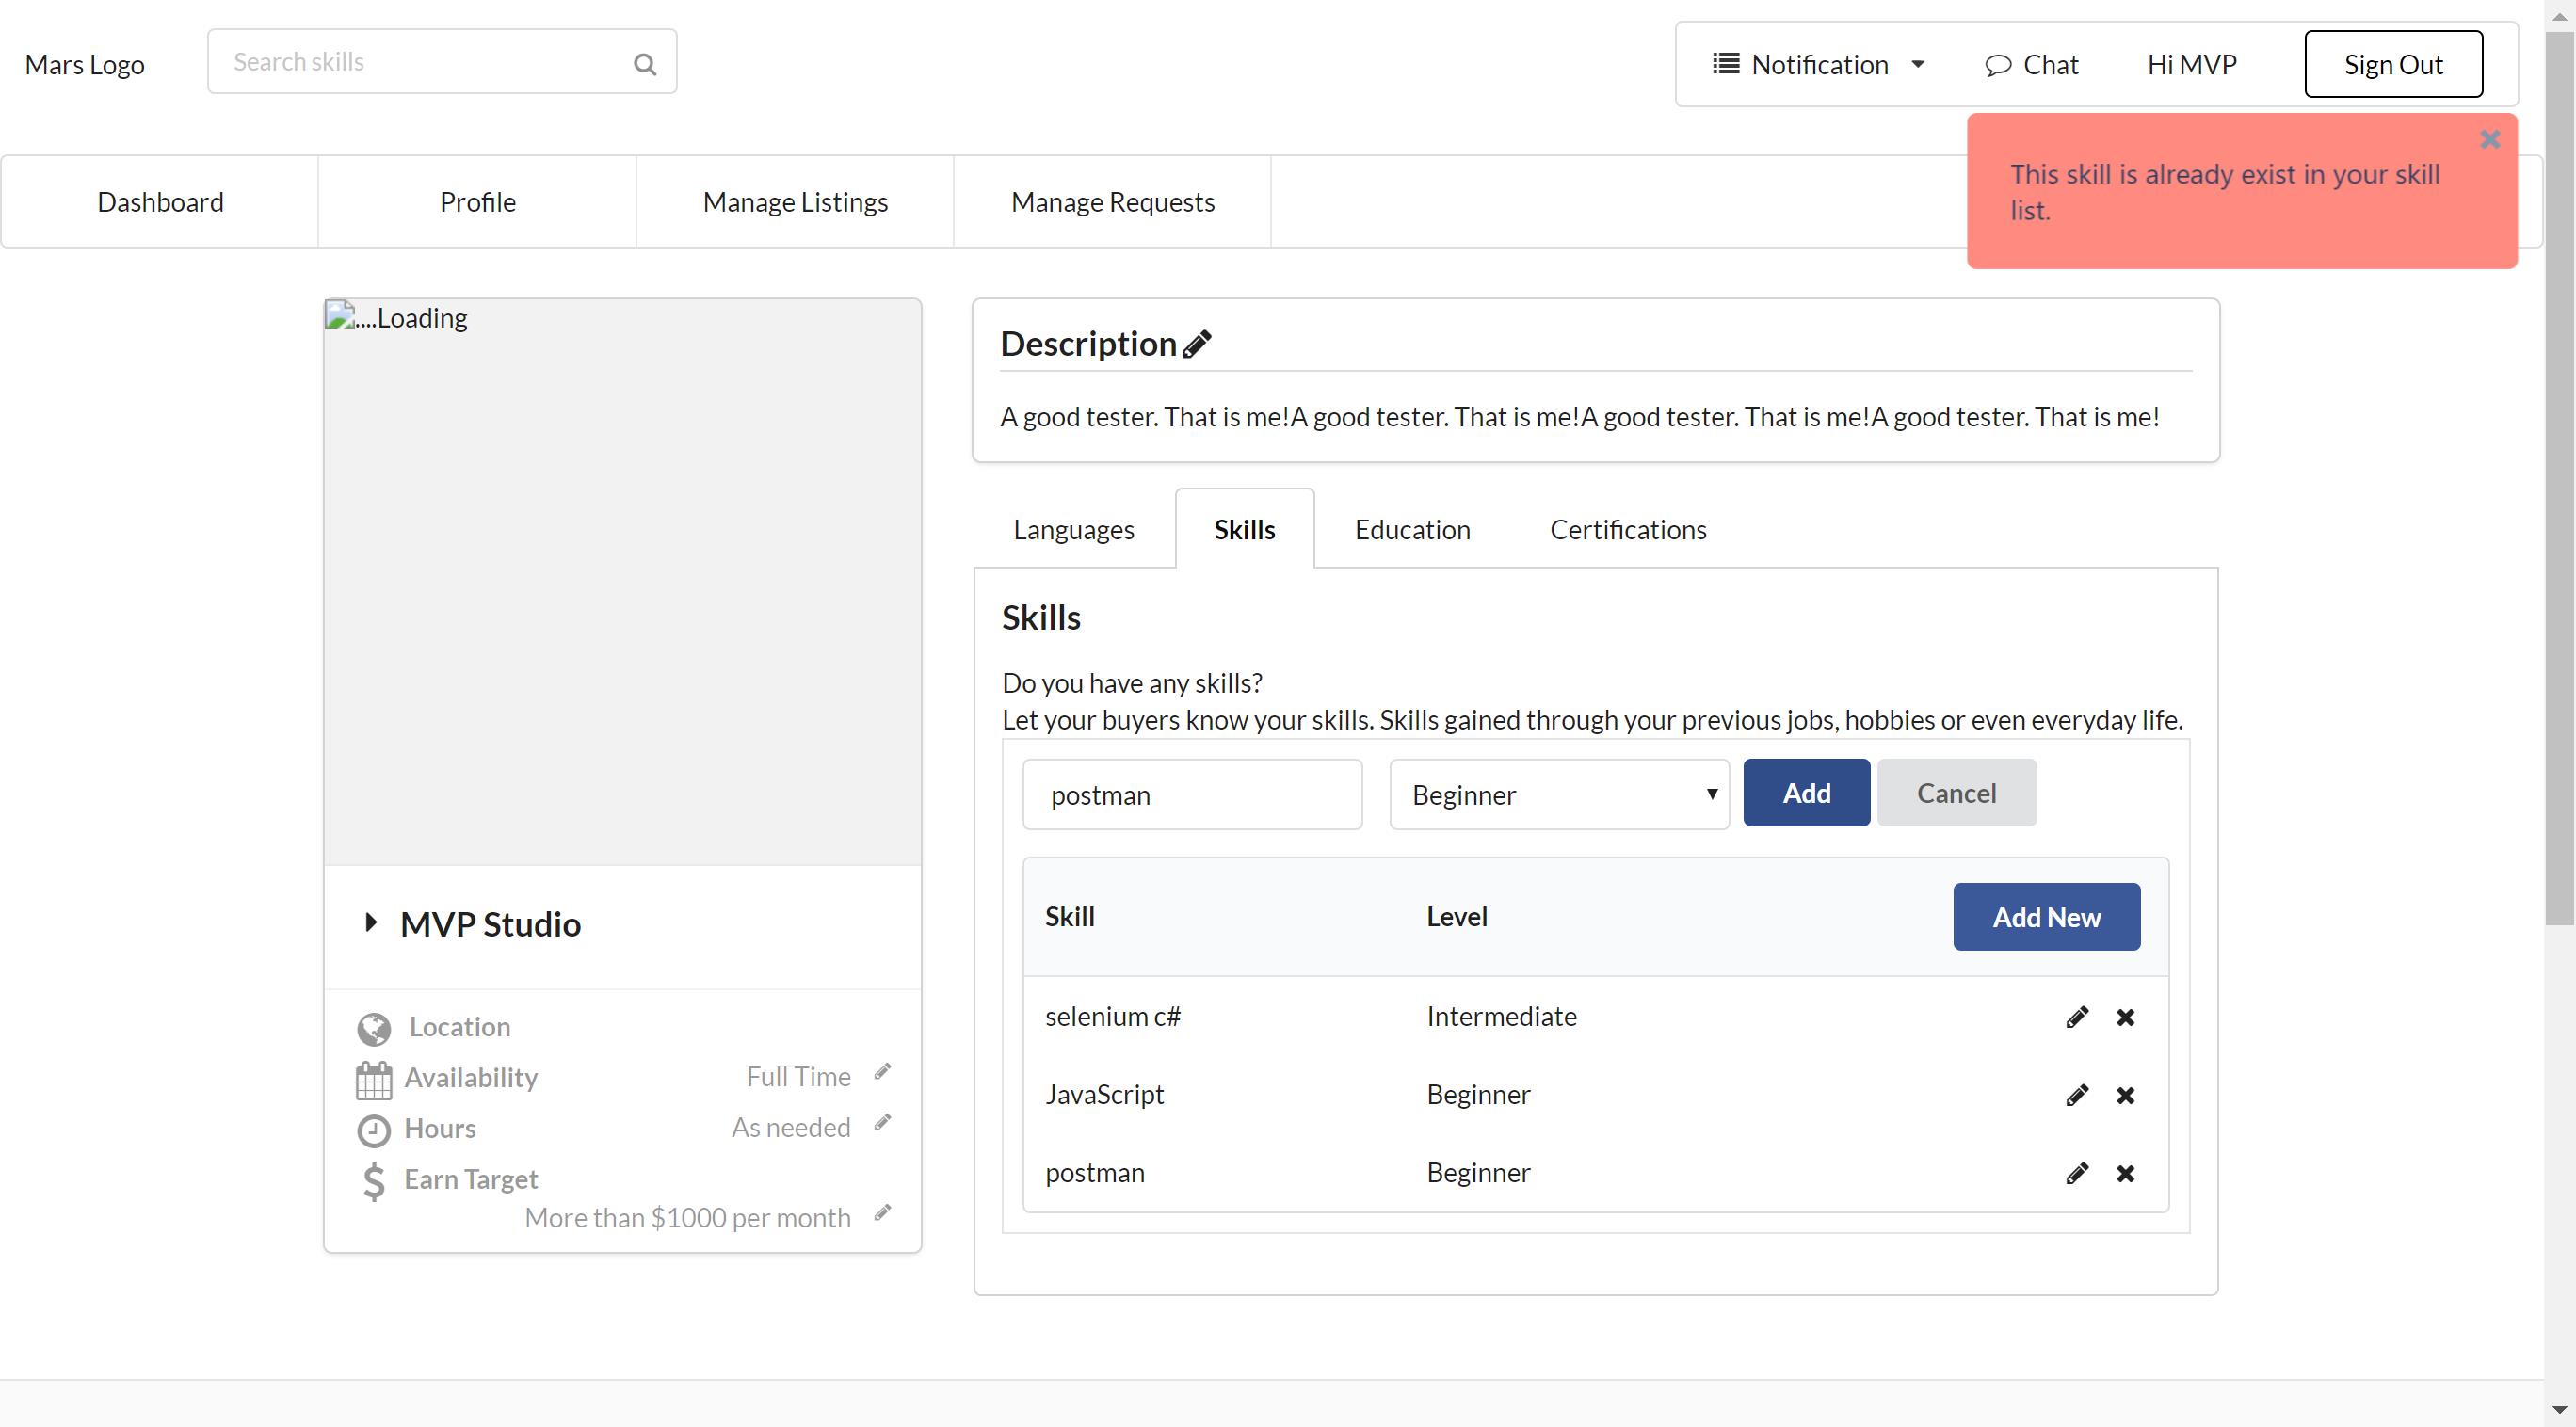 Mars Logo
Search skills
Notification
Chat
Hi MVP
Sign Out
This skill is already exist in your skill
list.
Dashboard
Profile
Manage Listings
Manage Requests
....Loading
MVP Studio
Location
Availability
Full Time
Hours
As needed
Earn Target
More than $1000 per month
Description
A good tester. That is me!A good tester. That is me!A good tester. That is me!A good tester. That is me!
Languages
Skills
Education
Certifications
Skills
Do you have any skills?
Let your buyers know your skills. Skills gained through your previous jobs, hobbies or even everyday life.
postman
Beginner
Add
Cancel
Skill
Level
Add New
selenium c#
Intermediate
JavaScript
Beginner
postman
Beginner